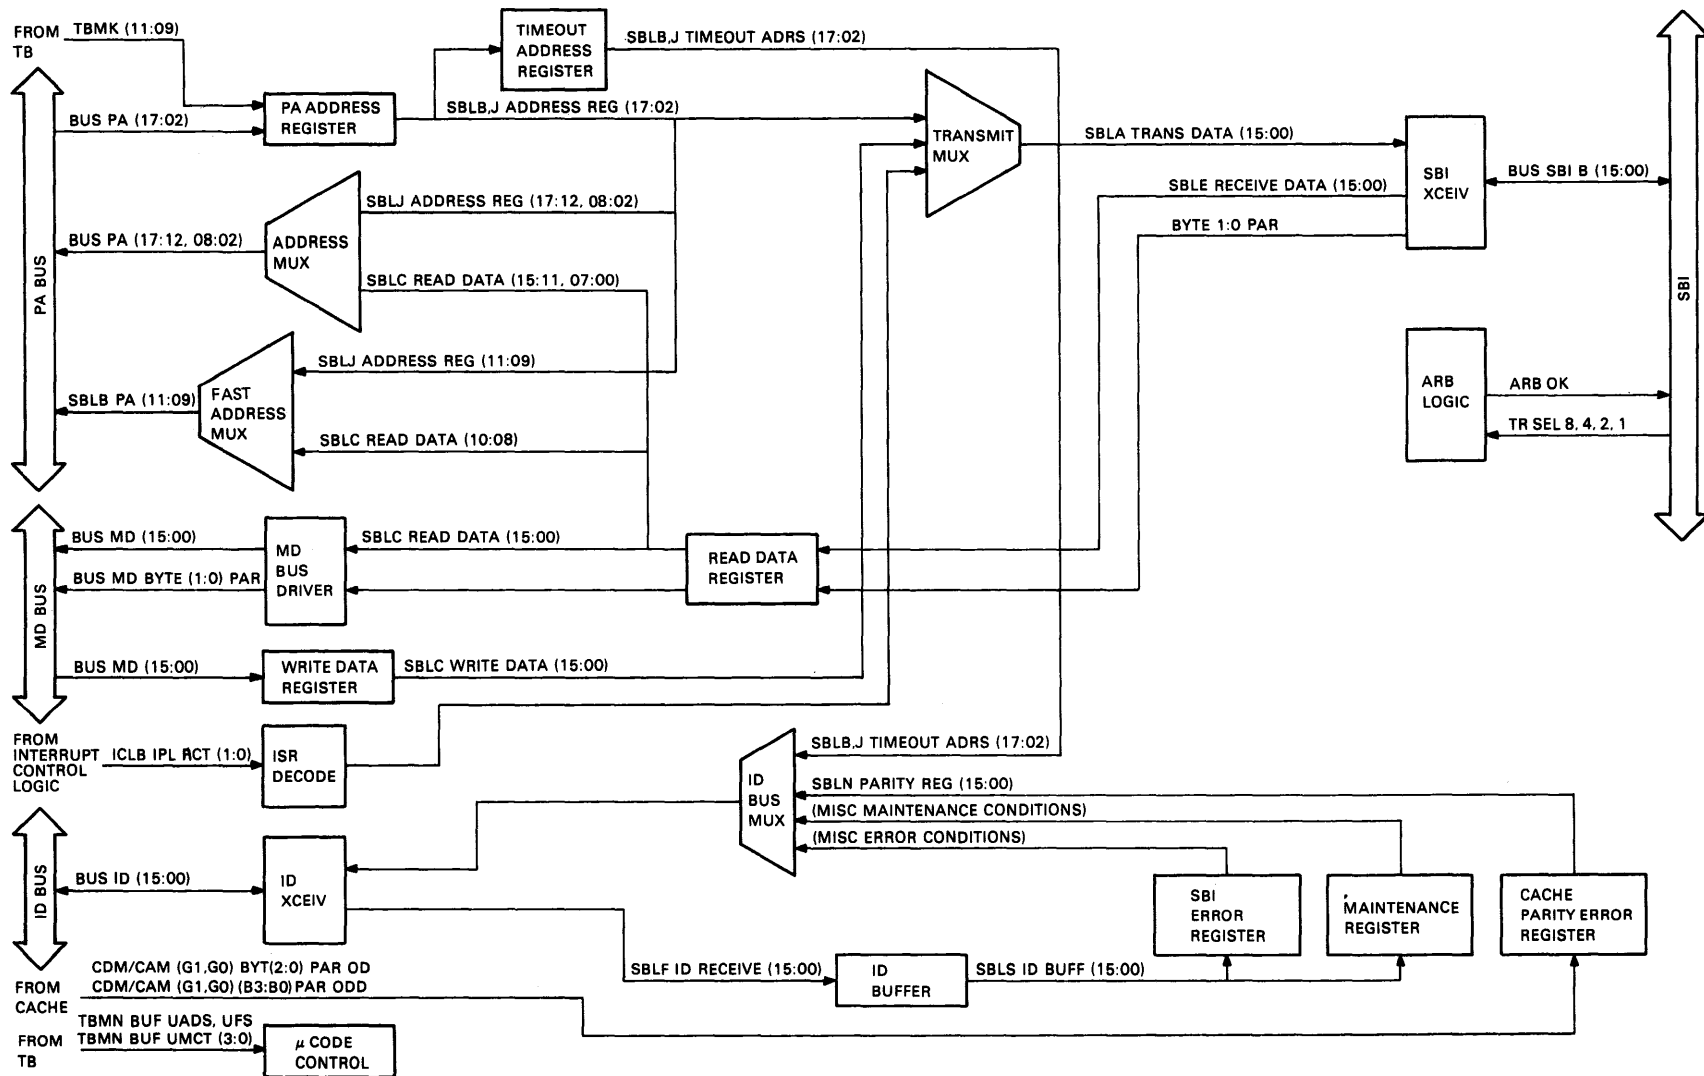 FROM
TB
TBMK (11:09)
TIMEOUT
ADDRESS
REGISTER
SBLB,J TIMEOUT ADRS (17:02)
PA BUS
BUS PA (17:02)
PA ADDRESS
REGISTER
SBLB,J ADDRESS REG (17:02)
TRANSMIT
MUX
SBLA TRANS DATA (15:00)
SBLE RECEIVE DATA (15:00)
BYTE 1:0 PAR
SBI
XCEIV
BUS SBI B (15:00)
SBI
BUS PA (17:12, 08:02)
ADDRESS
MUX
SBLJ ADDRESS REG (17:12, 08:02)
SBLC READ DATA (15:11, 07:00)
SBLB PA (11:09)
FAST
ADDRESS
MUX
SBLJ ADDRESS REG (11:09)
SBLC READ DATA (10:08)
ARB
LOGIC
ARB OK
TR SEL 8, 4, 2, 1
MD BUS
BUS MD (15:00)
BUS MD BYTE (1:0) PAR
MD
BUS
DRIVER
SBLC READ DATA (15:00)
READ DATA
REGISTER
BUS MD (15:00)
WRITE DATA
REGISTER
SBLC WRITE DATA (15:00)
FROM
INTERRUPT
CONTROL
LOGIC
ICLB IPL RCT (1:0)
ISR
DECODE
ID
BUS
MUX
SBLB,J TIMEOUT ADRS (17:02)
SBLN PARITY REG (15:00)
(MISC MAINTENANCE CONDITIONS)
(MISC ERROR CONDITIONS)
ID BUS
BUS ID (15:00)
ID
XCEIV
SBI
ERROR
REGISTER
MAINTENANCE
REGISTER
CACHE
PARITY ERROR
REGISTER
SBLF ID RECEIVE (15:00)
ID
BUFFER
SBLS ID BUFF (15:00)
FROM
CACHE
CDM/CAM (G1,G0) BYT(2:0) PAR OD
CDM/CAM (G1,G0) (B3:B0) PAR ODD
FROM
TB
TBMN BUF UADS, UFS
TBMN BUF UMCT (3:0)
μ CODE
CONTROL